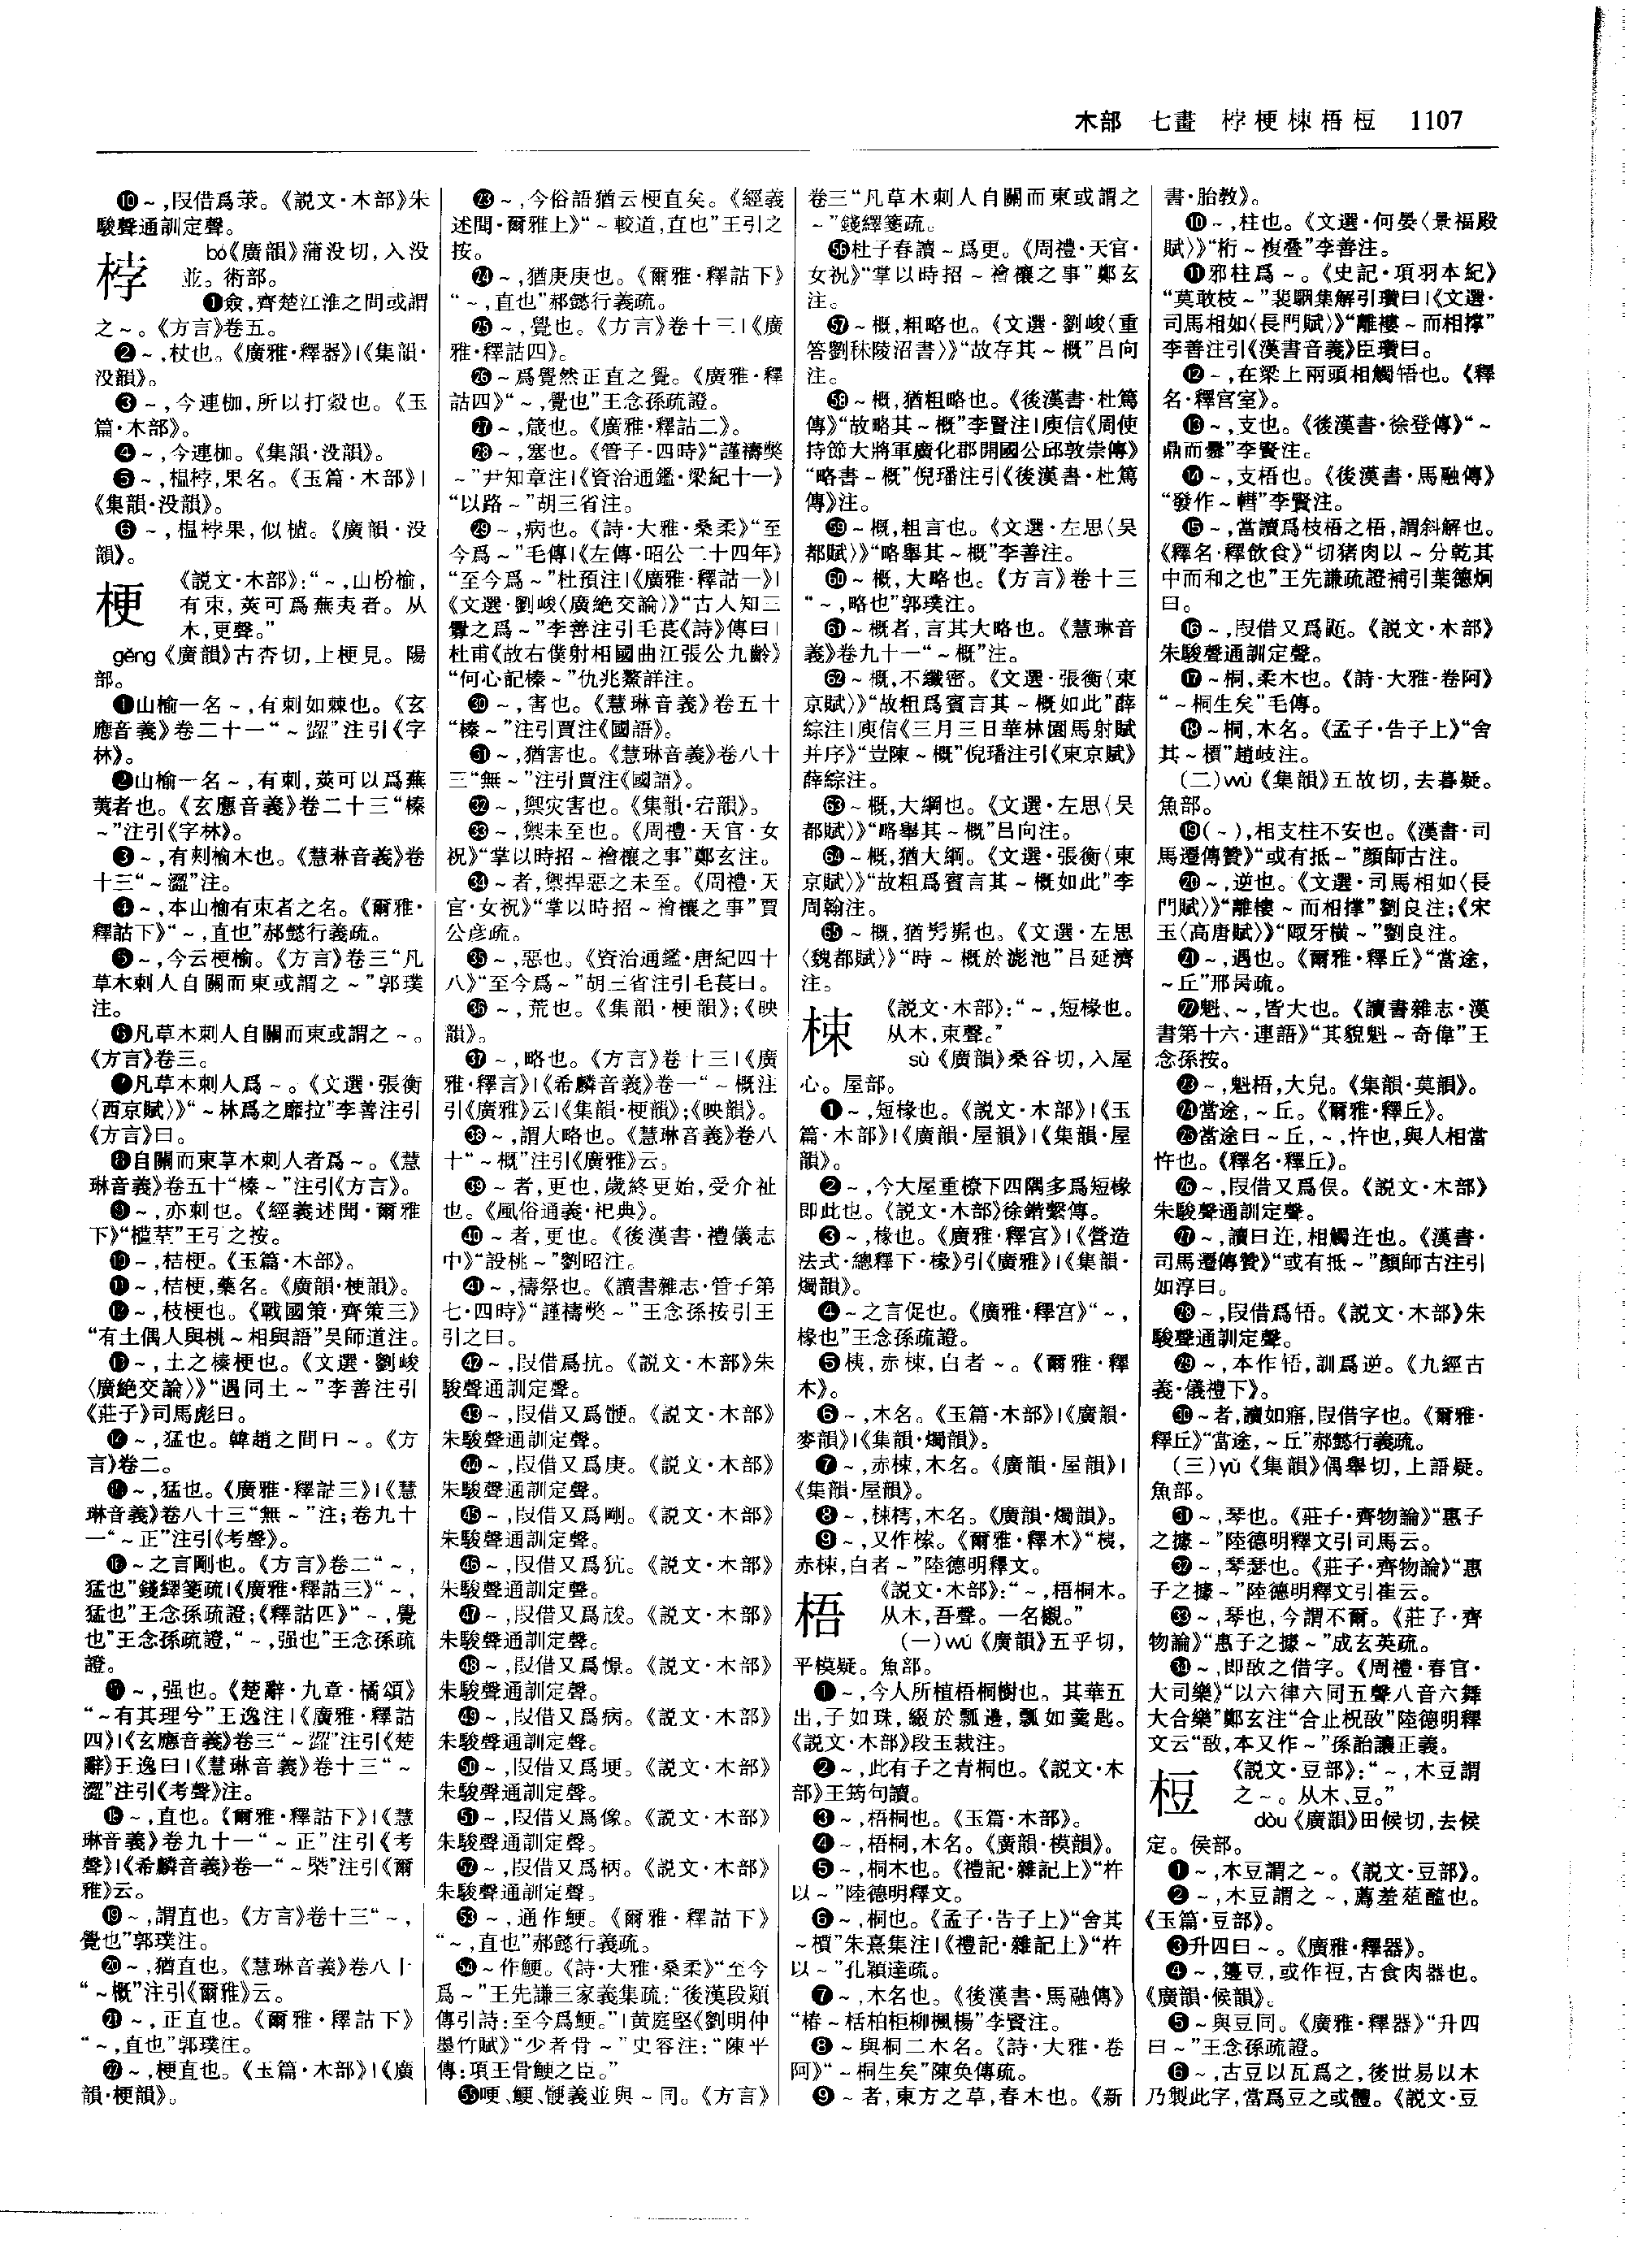 木部　七畫　桲梗梀梧梪　1107
❿～,叚借爲莍。《説文·木部》朱
駿聲通訓定聲。
桲
bó《廣韻》蒲没切,入没
並。術部。
❶僉,齊楚江淮之間或謂
之～。《方言》卷五。
❷～,杖也。《廣雅·釋器》|《集韻·
没韻》。
❸～,今連枷,所以打穀也。《玉
篇·木部》。
❹～,今連枷。《集韻·没韻》。
❺～,榅桲,果名。《玉篇·木部》|
《集韻·没韻》。
❻～,榅桲果,似樝。《廣韻·没
韻》。
梗
《説文·木部》:“～,山枌榆,
有朿,莢可爲蕪夷者。从
木,更聲。”
gěng《廣韻》古杏切,上梗見。陽
部。
❶山榆一名～,有刺如棘也。《玄
應音義》卷二十一“～澀”注引《字
林》。
❷山榆一名～,有刺,莢可以爲蕪
荑者也。《玄應音義》卷二十三“榛
～”注引《字林》。
❸～,有刺榆木也。《慧琳音義》卷
十三“～澀”注。
❹～,本山榆有朿者之名。《爾雅·
釋詁下》“～,直也”郝懿行義疏。
❺～,今云梗榆。《方言》卷三“凡
草木刺人自關而東或謂之～”郭璞
注。
❻凡草木刺人自關而東或謂之～。
《方言》卷三。
❼凡草木刺人爲～。《文選·張衡
〈西京賦〉》“～林爲之靡拉”李善注引
《方言》曰。
❽自關而東草木刺人者爲～。《慧
琳音義》卷五十“榛～”注引《方言》。
❾～,亦刺也。《經義述聞·爾雅
下》“櫙荎”王引之按。
❿～,桔梗。《玉篇·木部》。
⓫～,桔梗,藥名。《廣韻·梗韻》。
⓬～,枝梗也。《戰國策·齊策三》
“有土偶人與桃～相與語”吴師道注。
⓭～,土之榛梗也。《文選·劉峻
〈廣絶交論〉》“遇同土～”李善注引
《莊子》司馬彪曰。
⓮～,猛也。韓趙之間曰～。《方
言》卷二。
⓯～,猛也。《廣雅·釋詁三》|《慧
琳音義》卷八十三“無～”注;卷九十
一“～正”注引《考聲》。
⓰～之言剛也。《方言》卷二“～,
猛也”錢繹箋疏|《廣雅·釋詁三》“～,
猛也”王念孫疏證;《釋詁四》“～,覺
也”王念孫疏證,“～,强也”王念孫疏
證。
⓱～,强也。《楚辭·九章·橘頌》
“～有其理兮”王逸注|《廣雅·釋詁
四》|《玄應音義》卷三“～澀”注引《楚
辭》王逸曰|《慧琳音義》卷十三“～
澀”注引《考聲》注。
⓲～,直也。《爾雅·釋詁下》|《慧
琳音義》卷九十一“～正”注引《考
聲》|《希麟音義》卷一“～槩”注引《爾
雅》云。
⓳～,謂直也。《方言》卷十三“～,
覺也”郭璞注。
⓴～,猶直也。《慧琳音義》卷八十
“～概”注引《爾雅》云。
㉑～,正直也。《爾雅·釋詁下》
“～,直也”郭璞注。
㉒～,梗直也。《玉篇·木部》|《廣
韻·梗韻》。
㉓～,今俗語猶云梗直矣。《經義
述聞·爾雅上》“～較道,直也”王引之
按。
㉔～,猶庚庚也。《爾雅·釋詁下》
“～,直也”郝懿行義疏。
㉕～,覺也。《方言》卷十三|《廣
雅·釋詁四》。
㉖～爲覺然正直之覺。《廣雅·釋
詁四》“～,覺也”王念孫疏證。
㉗～,箴也。《廣雅·釋詁二》。
㉘～,塞也。《管子·四時》“謹禱獘
～”尹知章注|《資治通鑑·梁紀十一》
“以路～”胡三省注。
㉙～,病也。《詩·大雅·桑柔》“至
今爲～”毛傳|《左傳·昭公二十四年》
“至今爲～”杜預注|《廣雅·釋詁一》|
《文選·劉峻〈廣絶交論〉》“古人知三
釁之爲～”李善注引毛萇《詩》傳曰|
杜甫《故右僕射相國曲江張公九齡》
“何心記榛～”仇兆鰲詳注。
㉚～,害也。《慧琳音義》卷五十
“榛～”注引賈注《國語》。
㉛～,猶害也。《慧琳音義》卷八十
三“無～”注引賈注《國語》。
㉜～,禦灾害也。《集韻·宕韻》。
㉝～,禦未至也。《周禮·天官·女
祝》“掌以時招～禬禳之事”鄭玄注。
㉞～者,禦捍惡之未至。《周禮·天
官·女祝》“掌以時招～禬禳之事”賈
公彦疏。
㉟～,惡也。《資治通鑑·唐紀四十
八》“至今爲～”胡三省注引毛萇曰。
㊱～,荒也。《集韻·梗韻》;《映
韻》。
㊲～,略也。《方言》卷十三|《廣
雅·釋言》|《希麟音義》卷一“～概注
引《廣雅》云|《集韻·梗韻》;《映韻》。
㊳～,謂大略也。《慧琳音義》卷八
十“～概”注引《廣雅》云。
㊴～者,更也,歲終更始,受介祉
也。《風俗通義·祀典》。
㊵～者,更也。《後漢書·禮儀志
中》“設桃～”劉昭注。
㊶～,禱祭也。《讀書雜志·管子第
七·四時》“謹禱獘～”王念孫按引王
引之曰。
㊷～,叚借爲抗。《説文·木部》朱
駿聲通訓定聲。
㊸～,叚借又爲骾。《説文·木部》
朱駿聲通訓定聲。
㊹～,叚借又爲庚。《説文·木部》
朱駿聲通訓定聲。
㊺～,叚借又爲剛。《説文·木部》
朱駿聲通訓定聲。
㊻～,叚借又爲犺。《説文·木部》
朱駿聲通訓定聲。
㊼～,叚借又爲㱾。《説文·木部》
朱駿聲通訓定聲。
㊽～,叚借又爲憬。《説文·木部》
朱駿聲通訓定聲。
㊾～,叚借又爲病。《説文·木部》
朱駿聲通訓定聲。
㊿～,叚借又爲埂。《説文·木部》
朱駿聲通訓定聲。
51～,叚借又爲像。《説文·木部》
朱駿聲通訓定聲。
52～,叚借又爲柄。《説文·木部》
朱駿聲通訓定聲。
53～,通作鯁。《爾雅·釋詁下》
“～,直也”郝懿行義疏。
54～作鯁。《詩·大雅·桑柔》“至今
爲～”王先謙三家義集疏:“後漢段熲
傳引詩:至今爲鯁。”|黄庭堅《劉明仲
墨竹賦》“少者骨～”史容注:“陳平
傳:項王骨鯁之臣。”
55哽、鯁、骾義並與～同。《方言》
卷三“凡草木刺人自關而東或謂之
～”錢繹箋疏。
56杜子春讀～爲更。《周禮·天官·
女祝》“掌以時招～禬禳之事”鄭玄
注。
57～概,粗略也。《文選·劉峻〈重
答劉秣陵沼書〉》“故存其～概”吕向
注。
58～概,猶粗略也。《後漢書·杜篤
傳》“故略其～概”李賢注|庾信《周使
持節大將軍廣化郡開國公邱敦崇傳》
“略書～概”倪璠注引《後漢書·杜篤
傳》注。
59～概,粗言也。《文選·左思〈吴
都賦〉》“略舉其～概”李善注。
60～概,大略也。《方言》卷十三
“～,略也”郭璞注。
61～概者,言其大略也。《慧琳音
義》卷九十一“～概”注。
62～概,不纖密。《文選·張衡〈東
京賦〉》“故粗爲賓言其～概如此”薛
綜注|庾信《三月三日華林園馬射賦
并序》“豈陳～概”倪璠注引《東京賦》
薛綜注。
63～概,大綱也。《文選·左思〈吴
都賦〉》“略舉其～概”吕向注。
64～概,猶大綱。《文選·張衡〈東
京賦〉》“故粗爲賓言其～概如此”李
周翰注。
65～概,猶髣髴也。《文選·左思
〈魏都賦〉》“時～概於滮池”吕延濟
注。
梀
《説文·木部》:“～,短椽也。
从木,束聲。”
sù《廣韻》桑谷切,入屋
心。屋部。
❶～,短椽也。《説文·木部》|《玉
篇·木部》|《廣韻·屋韻》|《集韻·屋
韻》。
❷～,今大屋重橑下四隅多爲短椽
即此也。《説文·木部》徐鍇繫傳。
❸～,椽也。《廣雅·釋宫》|《營造
法式·總釋下·椽》引《廣雅》|《集韻·
燭韻》。
❹～之言促也。《廣雅·釋宫》“～,
椽也”王念孫疏證。
❺桋,赤梀,白者～。《爾雅·釋
木》。
❻～,木名。《玉篇·木部》|《廣韻·
麥韻》|《集韻·燭韻》。
❼～,赤梀,木名。《廣韻·屋韻》|
《集韻·屋韻》。
❽～,梀樗,木名。《廣韻·燭韻》。
❾～,又作榡。《爾雅·釋木》“桋,
赤梀,白者～”陸德明釋文。
梧
《説文·木部》:“～,梧桐木。
从木,吾聲。一名櫬。”
(一)wú《廣韻》五乎切,
平模疑。魚部。
❶～,今人所植梧桐樹也。其華五
出,子如珠,綴於瓢邊,瓢如羹匙。
《説文·木部》段玉裁注。
❷～,此有子之青桐也。《説文·木
部》王筠句讀。
❸～,梧桐也。《玉篇·木部》。
❹～,梧桐,木名。《廣韻·模韻》。
❺～,桐木也。《禮記·雜記上》“杵
以～”陸德明釋文。
❻～,桐也。《孟子·告子上》“舍其
～檟”朱熹集注|《禮記·雜記上》“杵
以～”孔穎達疏。
❼～,木名也。《後漢書·馬融傳》
“椿～栝柏柜柳楓楊”李賢注。
❽～與桐二木名。《詩·大雅·卷
阿》“～桐生矣”陳奂傳疏。
❾～者,東方之草,春木也。《新
書·胎教》。
❿～,柱也。《文選·何晏〈景福殿
賦〉》“桁～複叠”李善注。
⓫邪柱爲～。《史記·項羽本紀》
“莫敢枝～”裴駰集解引瓚曰|《文選·
司馬相如〈長門賦〉》“離樓～而相撑”
李善注引《漢書音義》臣瓚曰。
⓬～,在梁上兩頭相觸牾也。《釋
名·釋宫室》。
⓭～,支也。《後漢書·徐登傳》“～
鼎而爨”李賢注。
⓮～,支梧也。《後漢書·馬融傳》
“發作～轊”李賢注。
⓯～,當讀爲枝梧之梧,謂斜解也。
《釋名·釋飲食》“切猪肉以～分乾其
中而和之也”王先謙疏證補引葉德炯
曰。
⓰～,叚借又爲㽳。《説文·木部》
朱駿聲通訓定聲。
⓱～桐,柔木也。《詩·大雅·卷阿》
“～桐生矣”毛傳。
⓲～桐,木名。《孟子·告子上》“舍
其～檟”趙岐注。
(二)wù《集韻》五故切,去暮疑。
魚部。
⓳(～),相支柱不安也。《漢書·司
馬遷傳贊》“或有抵～”顔師古注。
⓴～,逆也。《文選·司馬相如〈長
門賦〉》“離樓～而相撑”劉良注;《宋
玉〈高唐賦〉》“陬牙横～”劉良注。
㉑～,遇也。《爾雅·釋丘》“當途,
～丘”邢昺疏。
㉒魁、～,皆大也。《讀書雜志·漢
書第十六·連語》“其貌魁～奇偉”王
念孫按。
㉓～,魁梧,大皃。《集韻·莫韻》。
㉔當途,～丘。《爾雅·釋丘》。
㉕當途曰～丘,～,忤也,與人相當
忤也。《釋名·釋丘》。
㉖～,叚借又爲俁。《説文·木部》
朱駿聲通訓定聲。
㉗～,讀曰迕,相觸迕也。《漢書·
司馬遷傳贊》“或有抵～”顔師古注引
如淳曰。
㉘～,叚借爲啎。《説文·木部》朱
駿聲通訓定聲。
㉙～,本作啎,訓爲逆。《九經古
義·儀禮下》。
㉚～者,讀如寤,叚借字也。《爾雅·
釋丘》“當途,～丘”郝懿行義疏。
(三)yǔ《集韻》偶舉切,上語疑。
魚部。
㉛～,琴也。《莊子·齊物論》“惠子
之據～”陸德明釋文引司馬云。
㉜～,琴瑟也。《莊子·齊物論》“惠
子之據～”陸德明釋文引崔云。
㉝～,琴也,今謂不爾。《莊子·齊
物論》“惠子之據～”成玄英疏。
㉞～,即敔之借字。《周禮·春官·
大司樂》“以六律六同五聲八音六舞
大合樂”鄭玄注“合止柷敔”陸德明釋
文云“敔,本又作～”孫詒讓正義。
梪
《説文·豆部》:“～,木豆謂
之～。从木、豆。”
dòu《廣韻》田候切,去候
定。侯部。
❶～,木豆謂之～。《説文·豆部》。
❷～,木豆謂之～,薦羞菹醢也。
《玉篇·豆部》。
❸升四曰～。《廣雅·釋器》。
❹～,籩豆,或作䇺,古食肉器也。
《廣韻·候韻》。
❺～與豆同。《廣雅·釋器》“升四
曰～”王念孫疏證。
❻～,古豆以瓦爲之,後世易以木
乃製此字,當爲豆之或體。《説文·豆